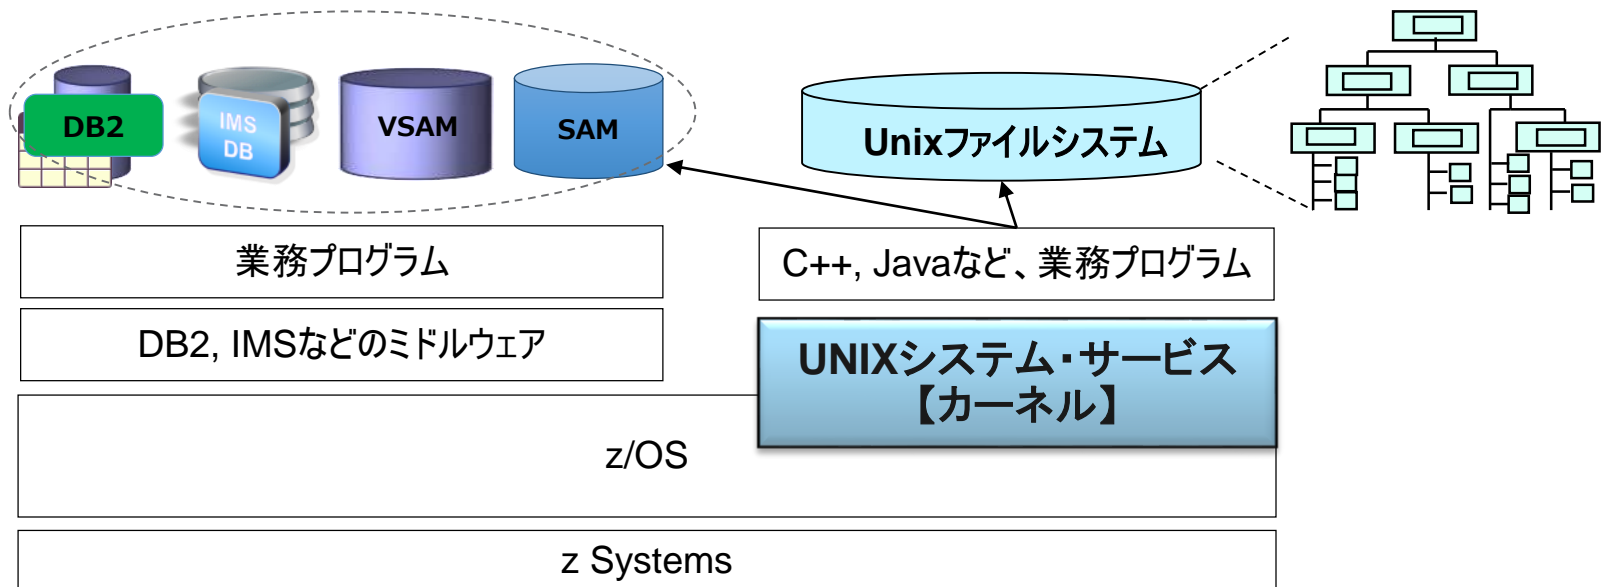 DB2
IMS
DB
VSAM
SAM
Unixファイルシステム
業務プログラム
C++, Javaなど、業務プログラム
DB2, IMSなどのミドルウェア
UNIXシステム・サービス
【カーネル】
z/OS
z Systems